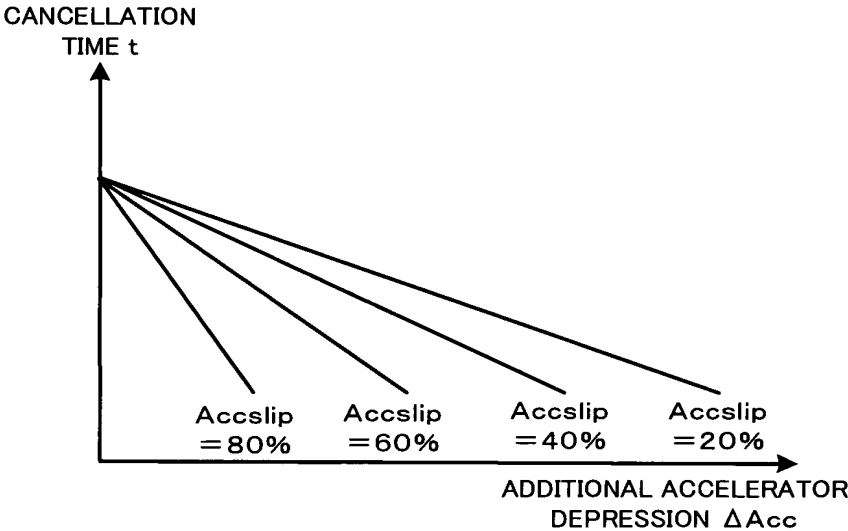 CANCELLATION
TIME t
Accslip
=80%
Accslip
=60%
Accslip
=40%
Accslip
=20%
ADDITIONAL ACCELERATOR
DEPRESSION ΔAcc